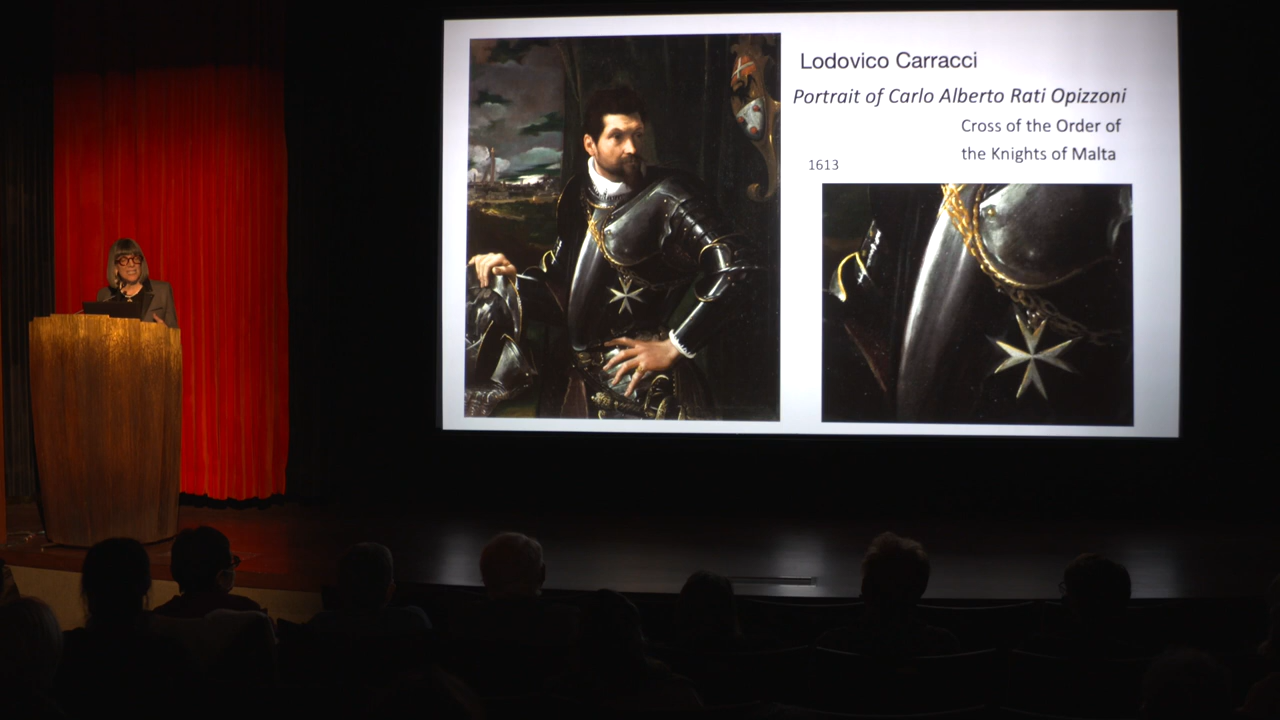 Lodovico Carracci
Portrait of Carlo Alberto Rati Opizzoni
Cross of the Order of
the Knights of Malta
1613